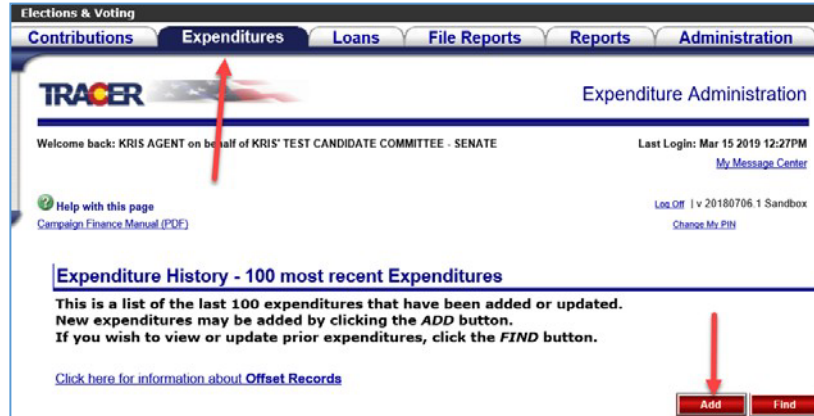 Elections & Voting
Contributions Expenditures Loans File Reports Reports Administration
TRACER
Expenditure Administration
Welcome back: KRIS AGENT on behalf of KRIS' TEST CANDIDATE COMMITTEE - SENATE
Last Login: Mar 15 2019 12:27PM
My Message Center
Help with this page
Log Off | v 20180706.1 Sandbox
Campaign Finance Manual (PDF)
Change My PIN
Expenditure History - 100 most recent Expenditures
This is a list of the last 100 expenditures that have been added or updated.
New expenditures may be added by clicking the ADD button.
If you wish to view or update prior expenditures, click the FIND button.
Click here for information about Offset Records
Add Find